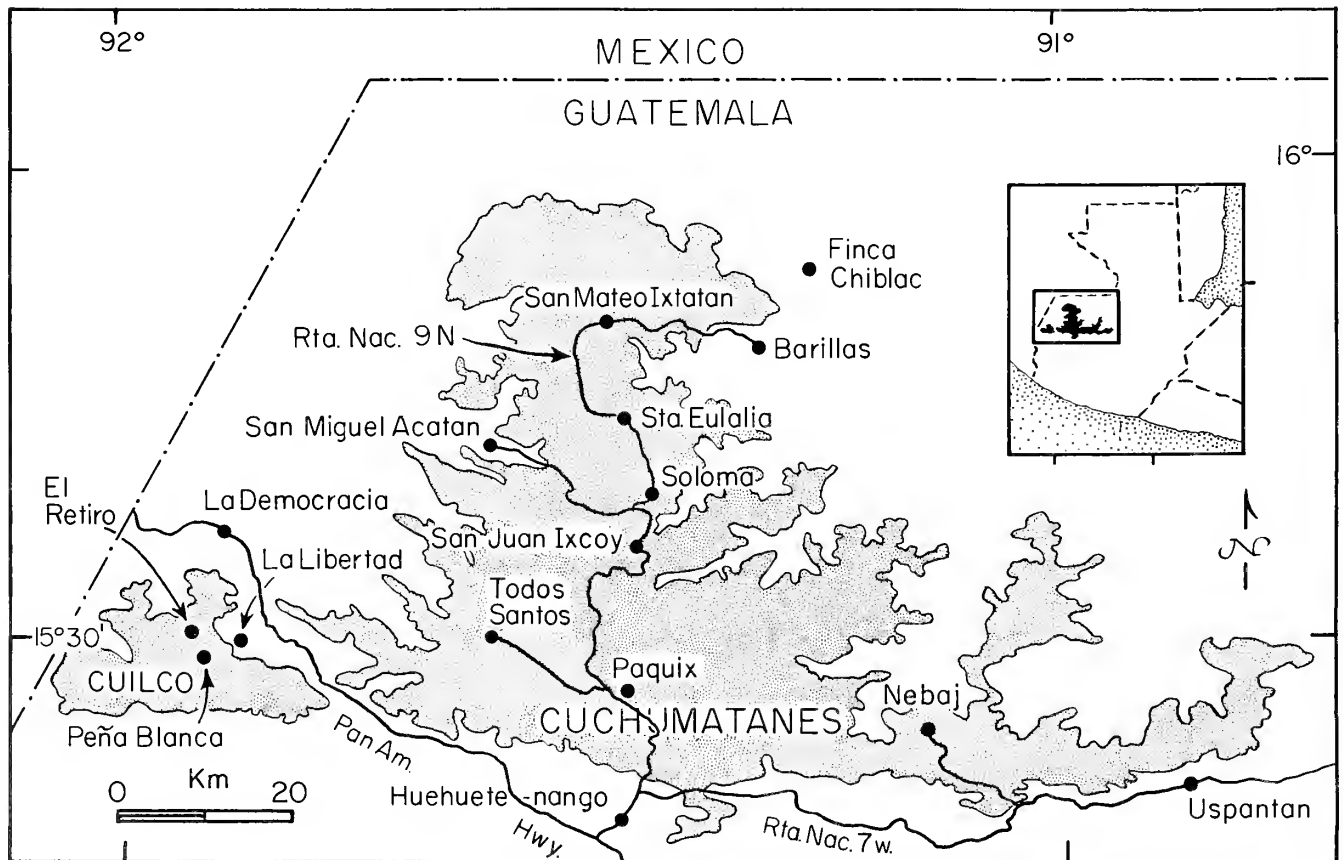 92°
91°
MEXICO
GUATEMALA
16°
Finca
Chiblac
San Mateo Ixtatan
Rta. Nac. 9 N
Barillas
San Miguel Acatan
Sta. Eulalia
El
Retiro
La Democracia
Soloma
La Libertad
San Juan Ixcoy
N
Todos
Santos
15°30'
CUILCO
Paquix
Peña Blanca
Pan Am.
CUCHUMATANES
Nebaj
Km
0 20
Huehuete-nango
Hwy.
Rta. Nac. 7 w.
Uspantan